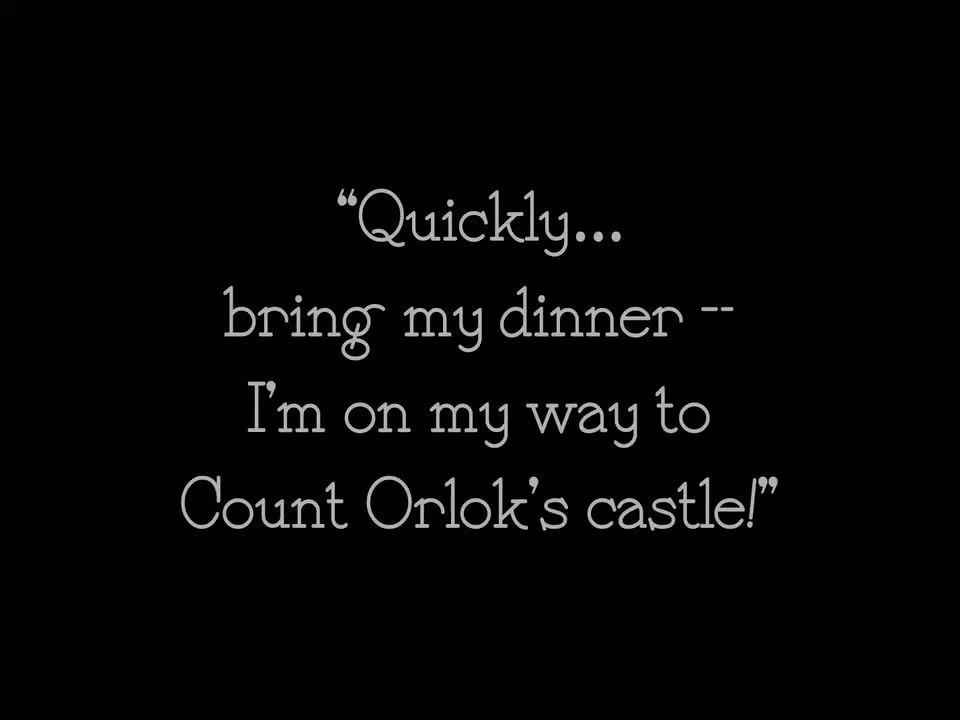 “Quickly...
bring my dinner --
I’m on my way to
Count Orlok’s castle!”